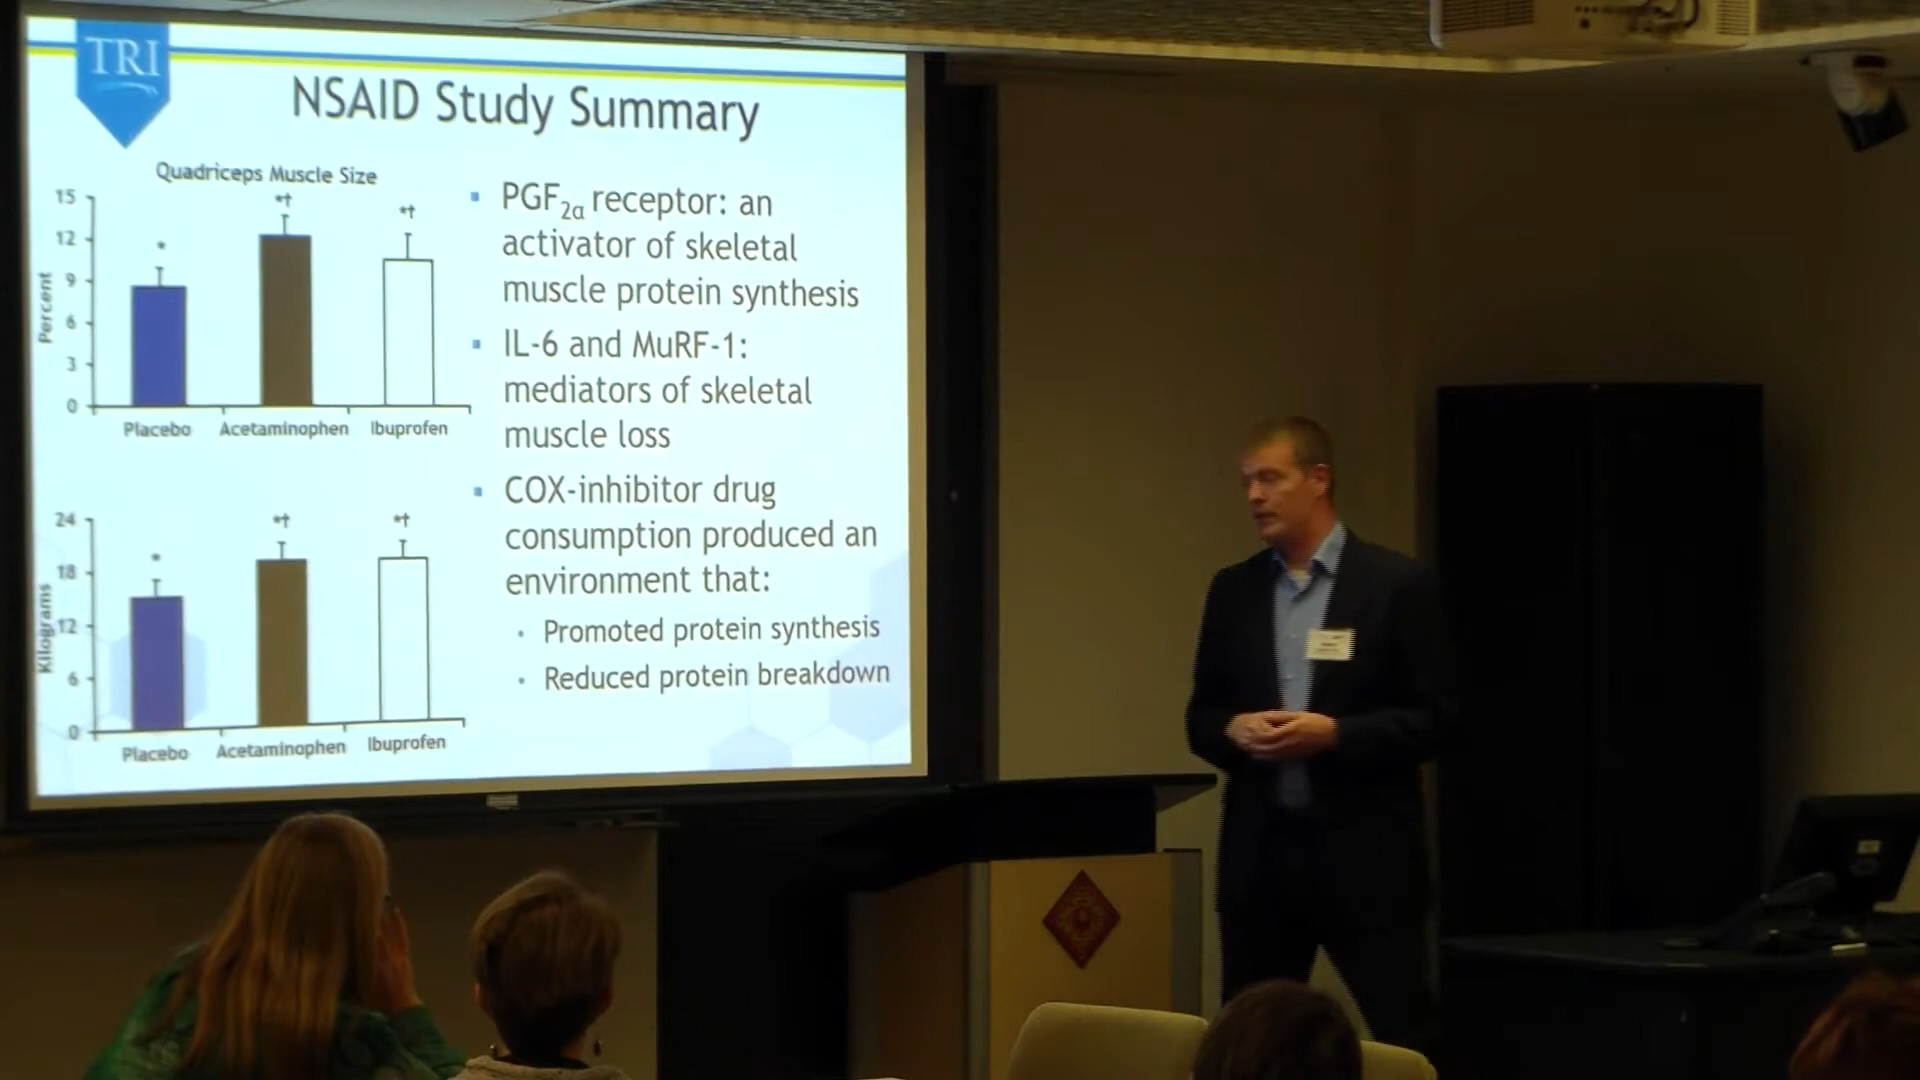 TRI
NSAID Study Summary
Quadriceps Muscle Size
15
12
9
6
3
0
Percent
*
*†
*†
Placebo
Acetaminophen
Ibuprofen
24
18
12
6
0
Kilograms
*
*†
*†
Placebo
Acetaminophen
Ibuprofen
PGF2α receptor: an
activator of skeletal
muscle protein synthesis
IL-6 and MuRF-1:
mediators of skeletal
muscle loss
COX-inhibitor drug
consumption produced an
environment that:
Promoted protein synthesis
Reduced protein breakdown